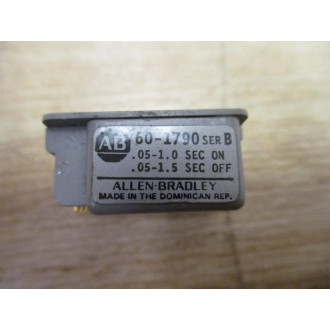 AB 60-1790 SER B
.05-1.0 SEC ON
.05-1.5 SEC OFF
ALLEN-BRADLEY
MADE IN THE DOMINICAN REP.